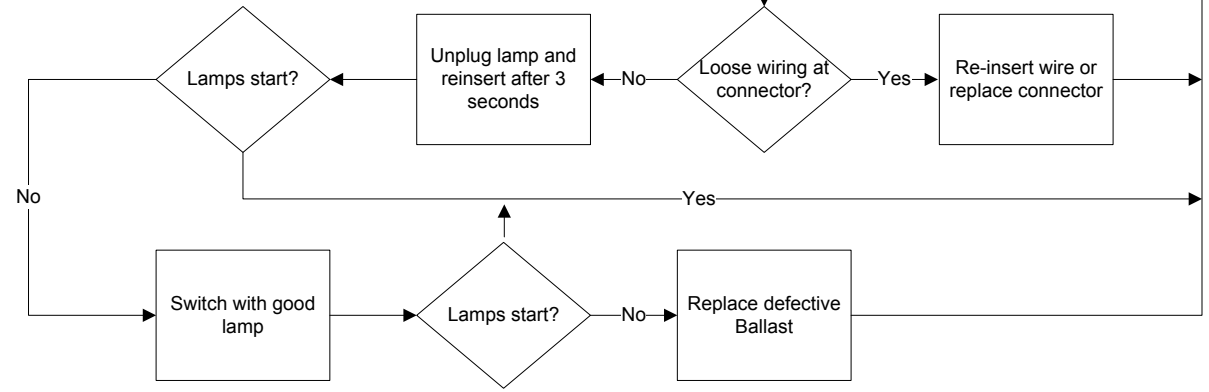 Lamps start?
Unplug lamp and
reinsert after 3
seconds
No
Loose wiring at
connector?
Yes
Re-insert wire or
replace connector
No
Yes
Switch with good
lamp
Lamps start?
No
Replace defective
Ballast